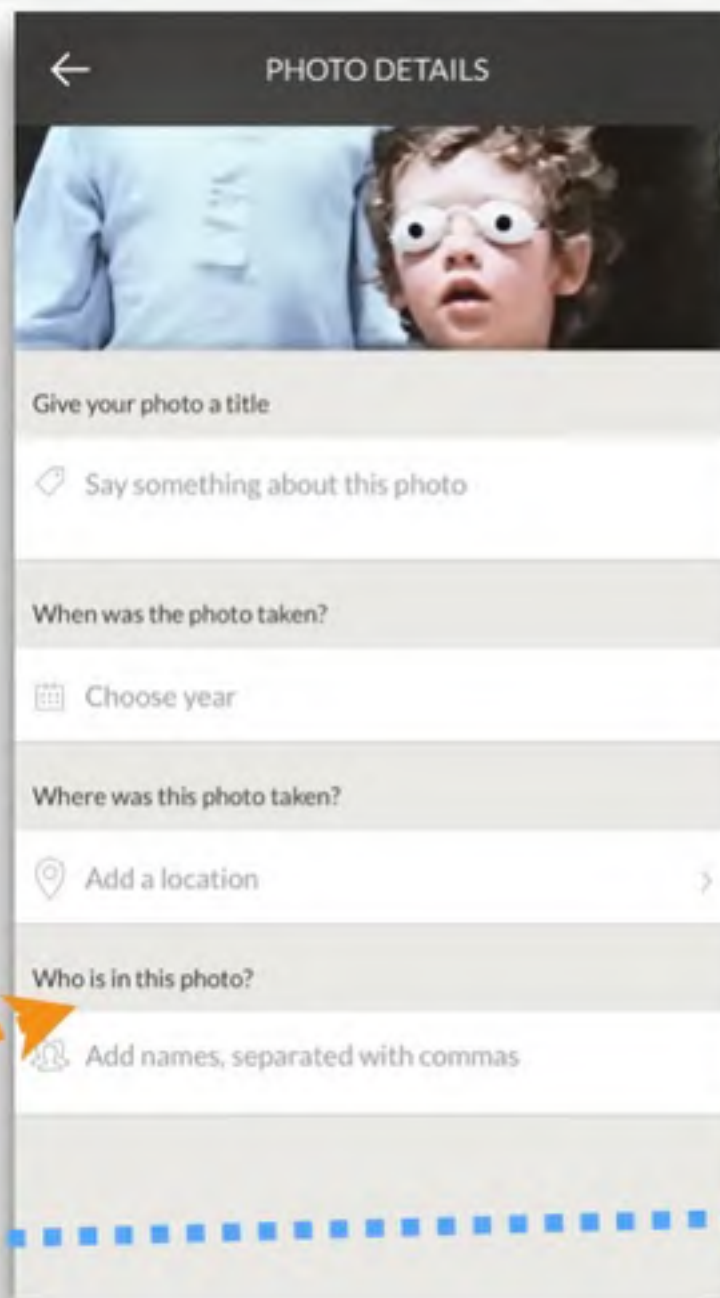 PHOTO DETAILS
Give your photo a title
Say something about this photo
When was the photo taken?
Choose year
Where was this photo taken?
Add a location
Who is in this photo?
Add names, separated with commas